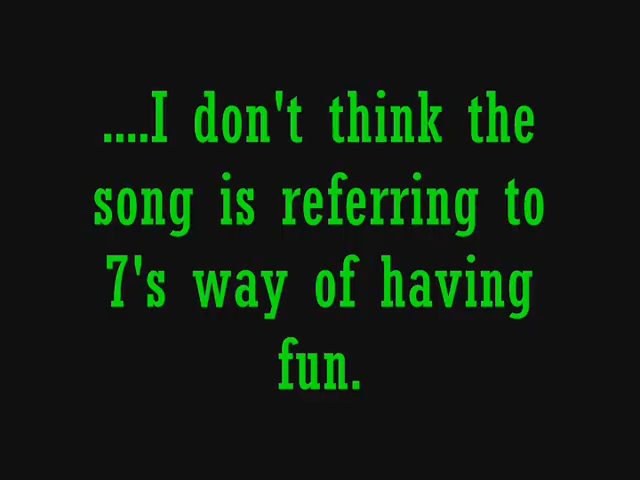 ....I don't think the
song is referring to
7's way of having
fun.